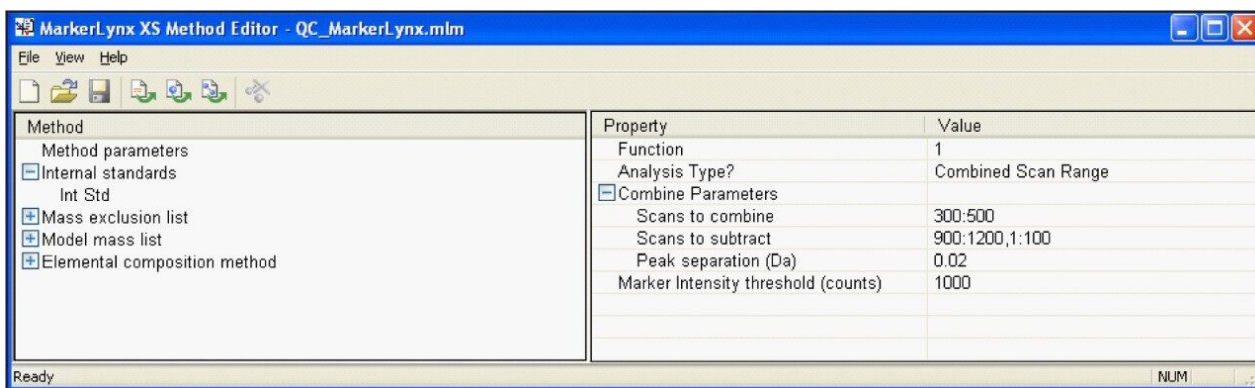 MarkerLynx XS Method Editor - QC_MarkerLynx.mlm
File View Help
Method
Method parameters
Internal standards
Int Std
Mass exclusion list
Model mass list
Elemental composition method
Property Value
Function 1
Analysis Type? Combined Scan Range
Combine Parameters
Scans to combine 300:500
Scans to subtract 900:1200,1:100
Peak separation (Da) 0.02
Marker Intensity threshold (counts) 1000
Ready NUM